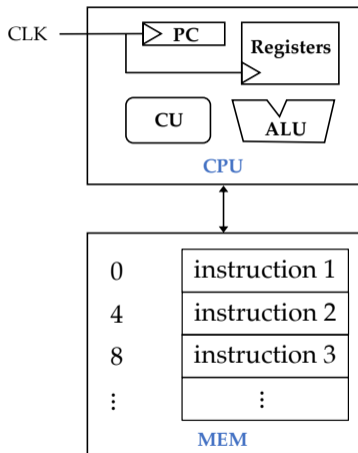 CLK
PC
Registers
CU
ALU
CPU
0 instruction 1
4 instruction 2
8 instruction 3
⋮ ⋮
MEM